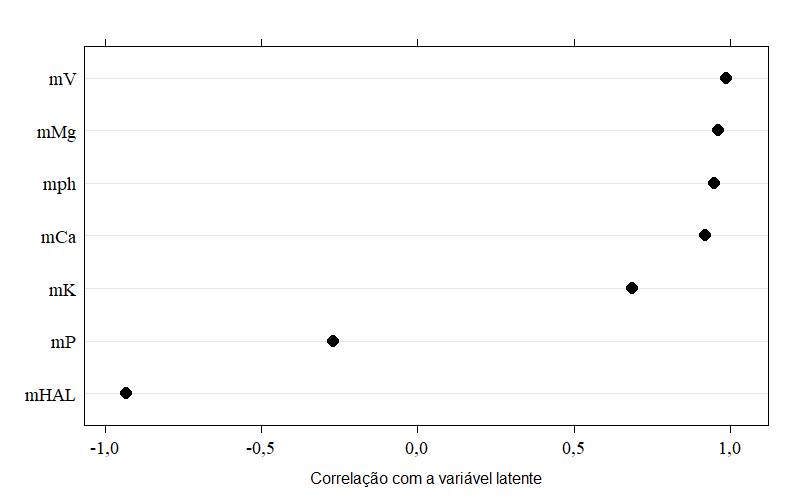 mV
mMg
mph
mCa
mK
mP
mHAL
-1,0 -0,5 0,0 0,5 1,0
Correlação com a variável latente